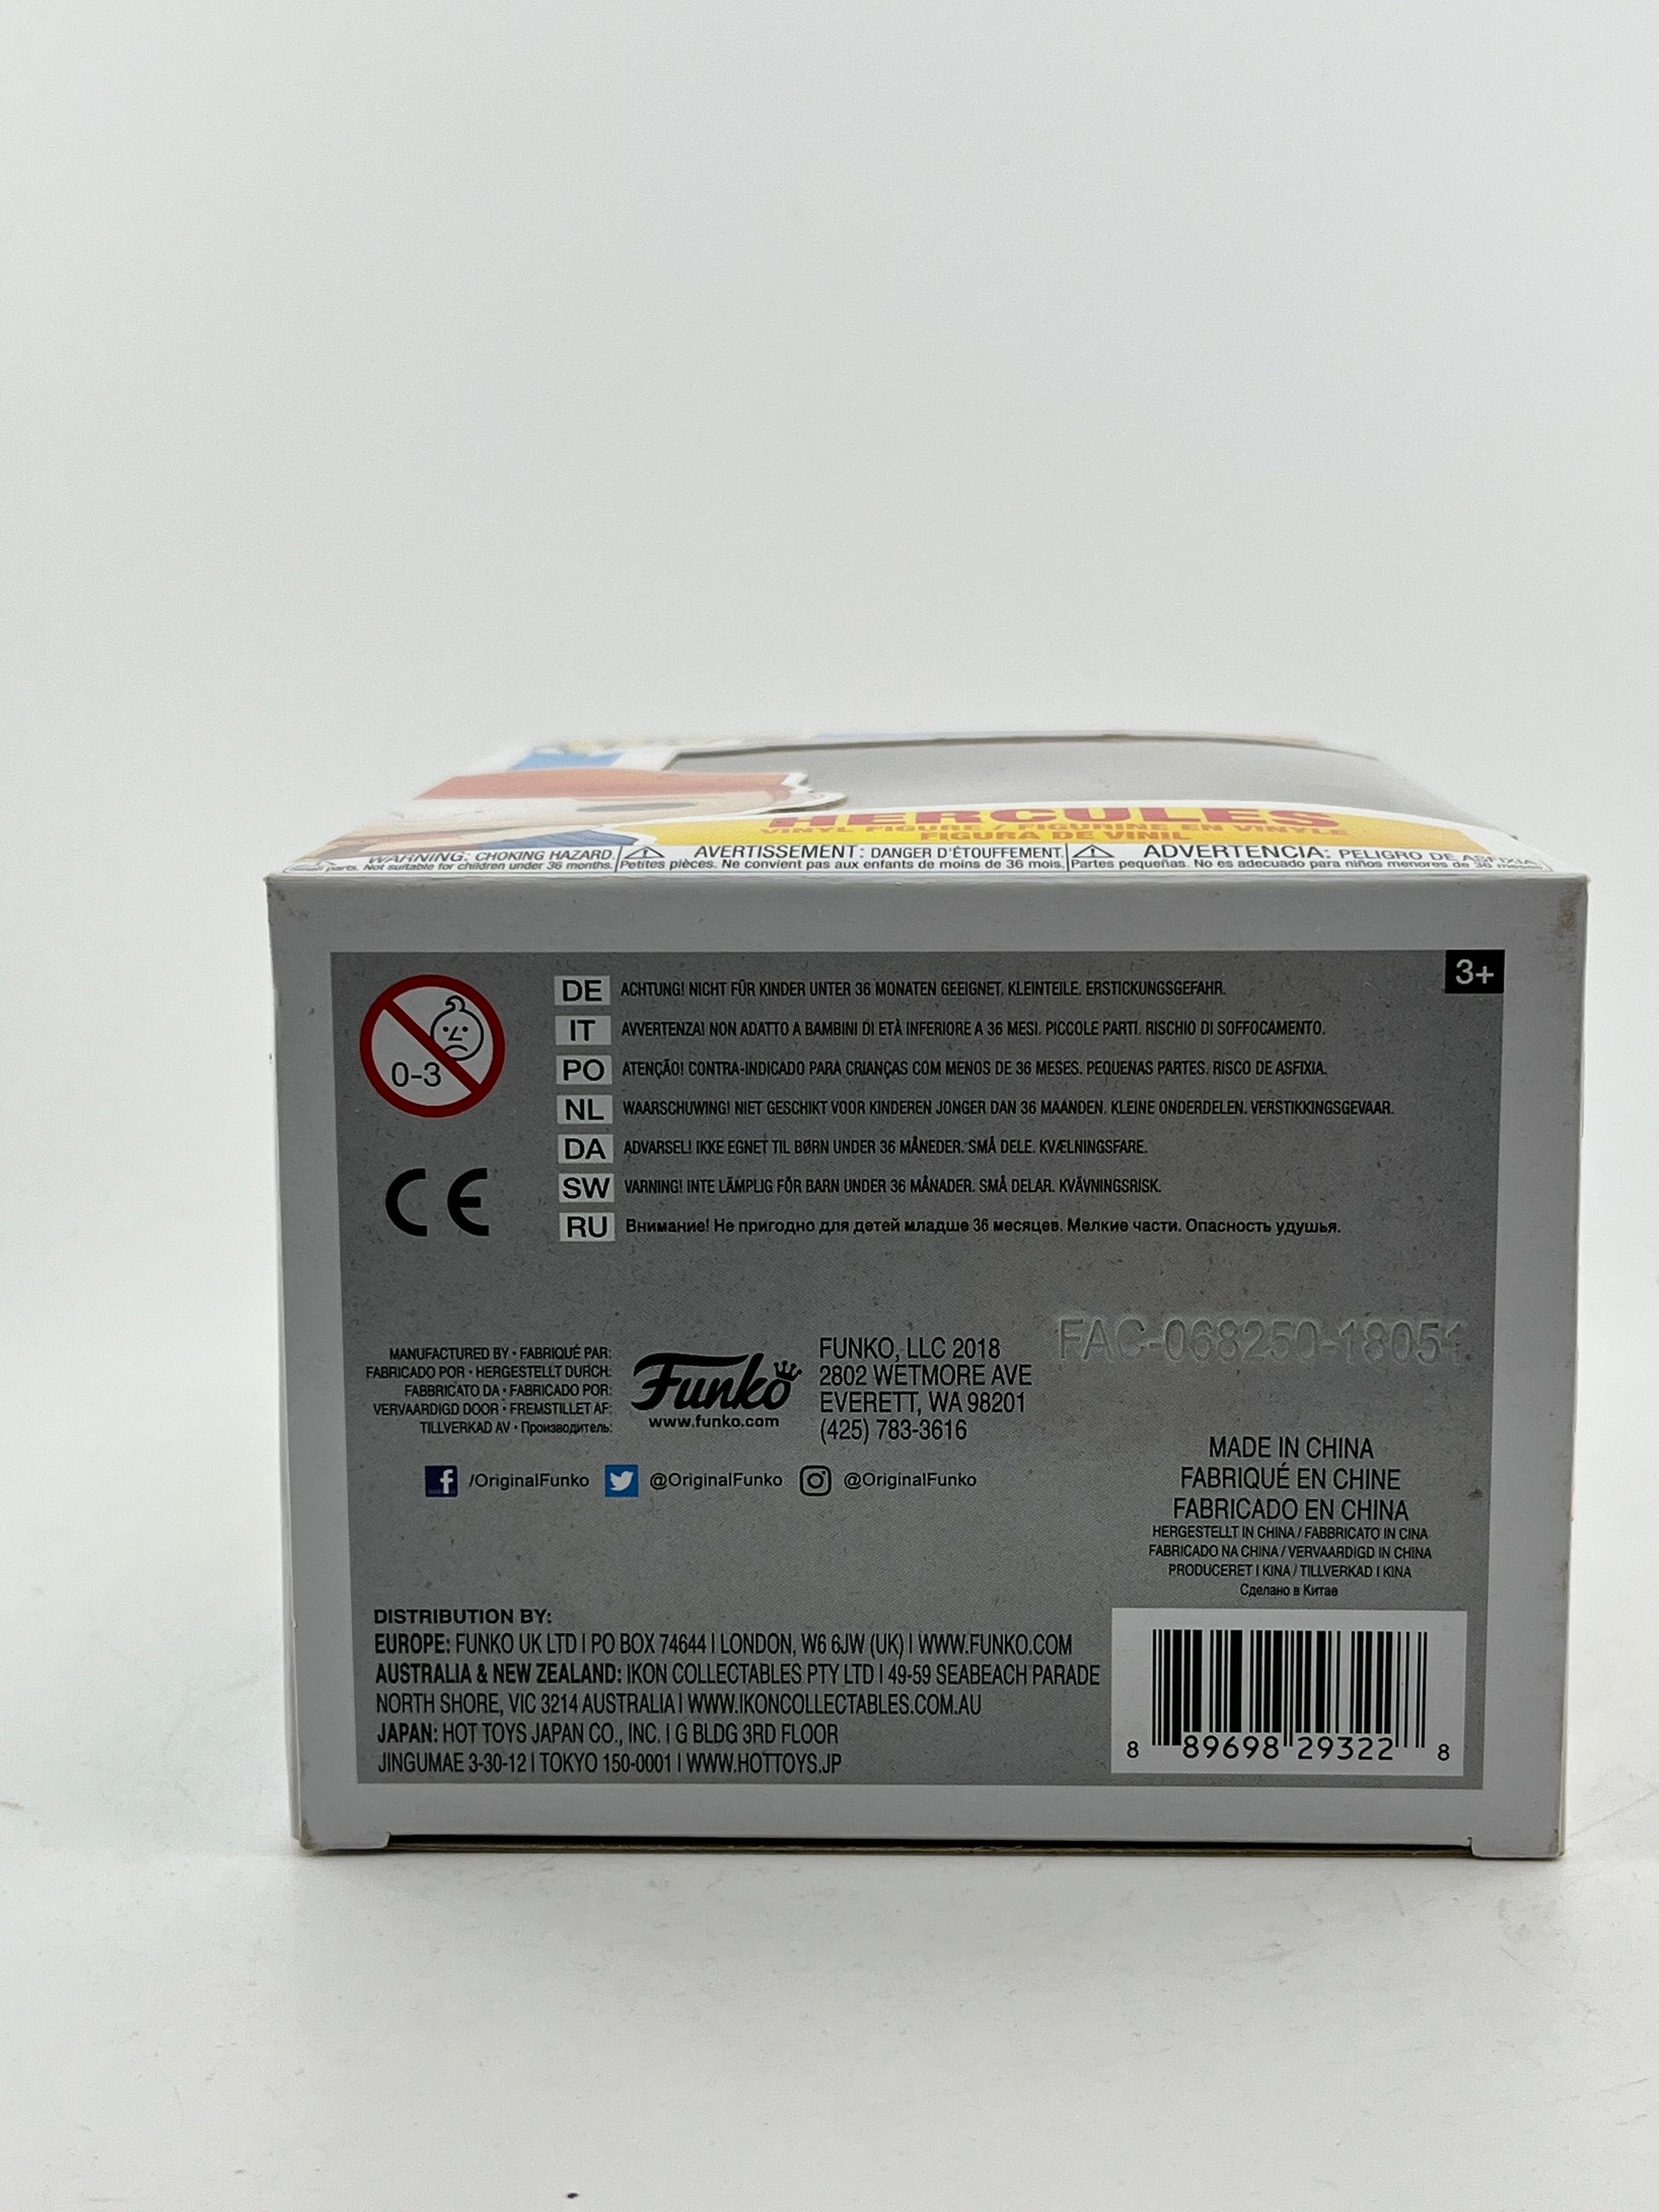 HERCULES
VINYL FIGURE / FIGURINE EN VINYLE
FIGURA DE VINIL
WARNING: CHOKING HAZARD. AVERTISSEMENT: DANGER D'ÉTOUFFEMENT. ADVERTENCIA: PELIGRO DE ASFIXIA.
parts. Not suitable for children under 36 months. Petites pièces. Ne convient pas aux enfants de moins de 36 mois. Partes pequeñas. No es adecuado para niños menores de 36 meses.
3+
0-3
DE ACHTUNG! NICHT FÜR KINDER UNTER 36 MONATEN GEEIGNET. KLEINTEILE. ERSTICKUNGSGEFAHR.
IT AVVERTENZA! NON ADATTO A BAMBINI DI ETÀ INFERIORE A 36 MESI. PICCOLE PARTI. RISCHIO DI SOFFOCAMENTO.
PO ATENÇÃO! CONTRA-INDICADO PARA CRIANÇAS COM MENOS DE 36 MESES. PEQUENAS PARTES. RISCO DE ASFIXIA.
NL WAARSCHUWING! NIET GESCHIKT VOOR KINDEREN JONGER DAN 36 MAANDEN. KLEINE ONDERDELEN. VERSTIKKINGSGEVAAR.
DA ADVARSEL! IKKE EGNET TIL BØRN UNDER 36 MÅNEDER. SMÅ DELE. KVÆLNINGSFARE.
SW VARNING! INTE LÄMPLIG FÖR BARN UNDER 36 MÅNADER. SMÅ DELAR. KVÄVNINGSRISK.
RU Внимание! Не пригодно для детей младше 36 месяцев. Мелкие части. Опасность удушья.
CE
FAC-068250-18051
MANUFACTURED BY • FABRIQUÉ PAR:
FABRICADO POR • HERGESTELLT DURCH:
FABBRICATO DA • FABRICADO POR:
VERVAARDIGD DOOR • FREMSTILLET AF:
TILLVERKAD AV • Производитель:
Funko
www.funko.com
FUNKO, LLC 2018
2802 WETMORE AVE
EVERETT, WA 98201
(425) 783-3616
/OriginalFunko @OriginalFunko @OriginalFunko
MADE IN CHINA
FABRIQUÉ EN CHINE
FABRICADO EN CHINA
HERGESTELLT IN CHINA / FABBRICATO IN CINA
FABRICADO NA CHINA / VERVAARDIGD IN CHINA
PRODUCERET I KINA / TILLVERKAD I KINA
Сделано в Китае
DISTRIBUTION BY:
EUROPE: FUNKO UK LTD | PO BOX 74644 | LONDON, W6 6JW (UK) | WWW.FUNKO.COM
AUSTRALIA & NEW ZEALAND: IKON COLLECTABLES PTY LTD | 49-59 SEABEACH PARADE
NORTH SHORE, VIC 3214 AUSTRALIA | WWW.IKONCOLLECTABLES.COM.AU
JAPAN: HOT TOYS JAPAN CO., INC. | G BLDG 3RD FLOOR
JINGUMAE 3-30-12 | TOKYO 150-0001 | WWW.HOTTOYS.JP
8 89698 29322 8